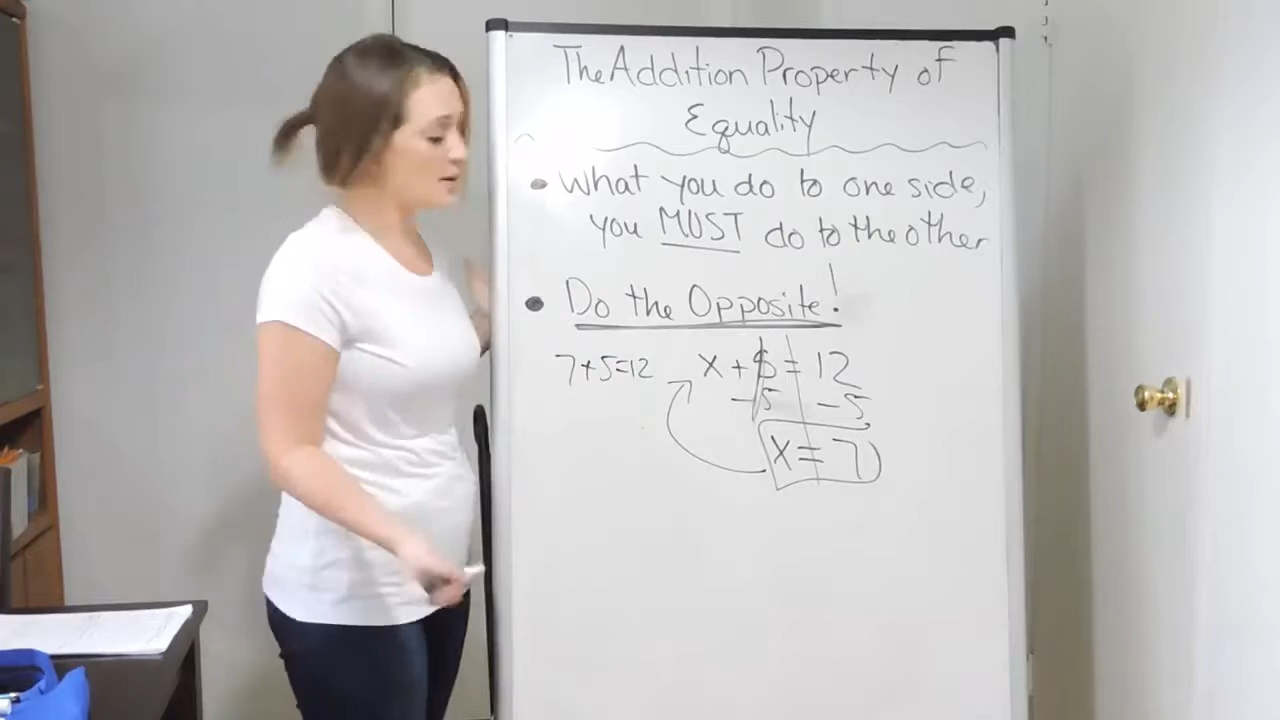 The Addition Property of
Equality
• What you do to one side,
you MUST do to the other
• Do the Opposite!
7+5=12 x + 5 = 12
-5 -5
x = 7